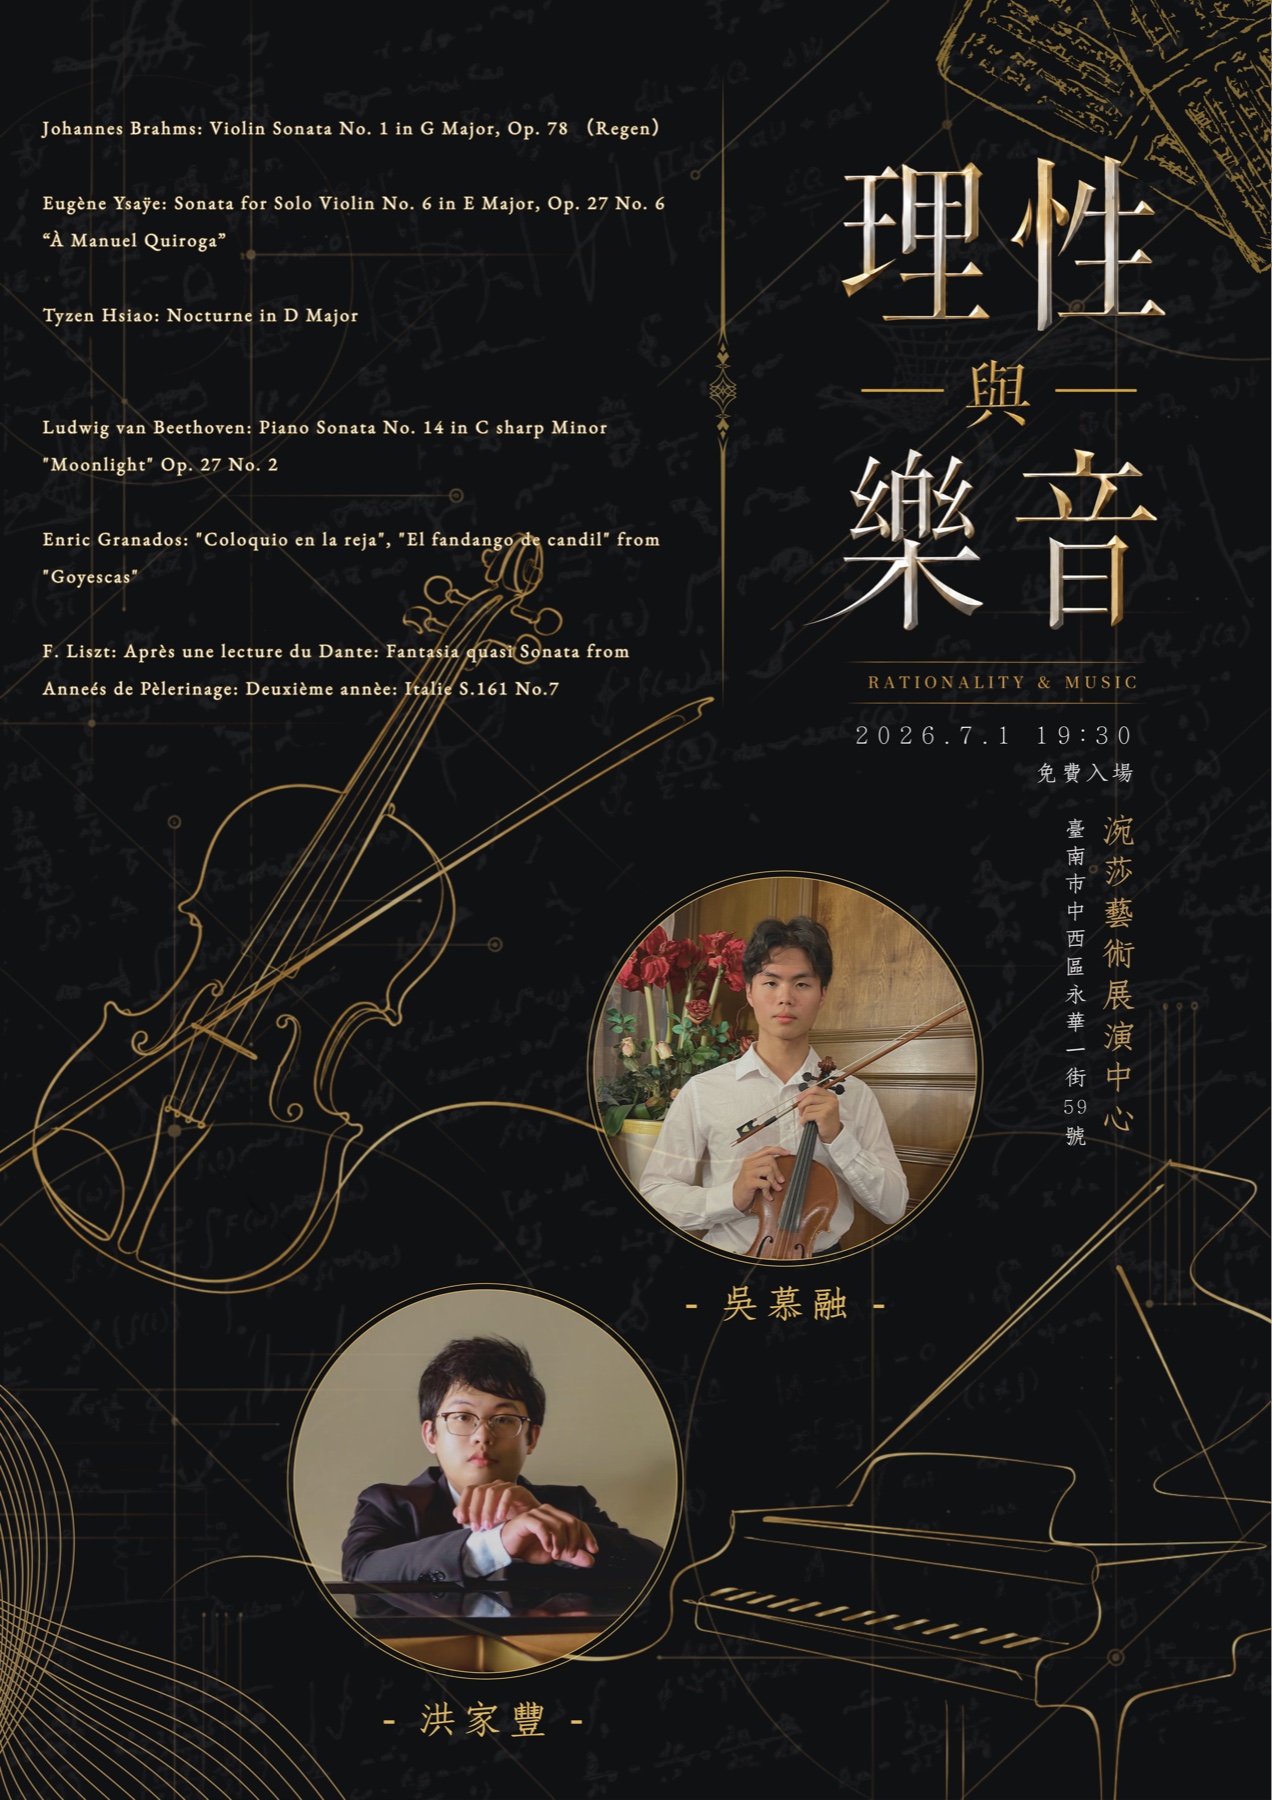 Johannes Brahms: Violin Sonata No. 1 in G Major, Op. 78 （Regen）
Eugène Ysaÿe: Sonata for Solo Violin No. 6 in E Major, Op. 27 No. 6
“À Manuel Quiroga”
Tyzen Hsiao: Nocturne in D Major
Ludwig van Beethoven: Piano Sonata No. 14 in C sharp Minor
"Moonlight" Op. 27 No. 2
Enric Granados: "Coloquio en la reja", "El fandango de candil" from
"Goyescas"
F. Liszt: Après une lecture du Dante: Fantasia quasi Sonata from
Anneés de Pèlerinage: Deuxième annèe: Italie S.161 No.7
理性
與
樂音
RATIONALITY & MUSIC
2026.7.1 19:30
免費入場
涴莎藝術展演中心
臺南市中西區永華一街59號
- 吳慕融 -
- 洪家豐 -